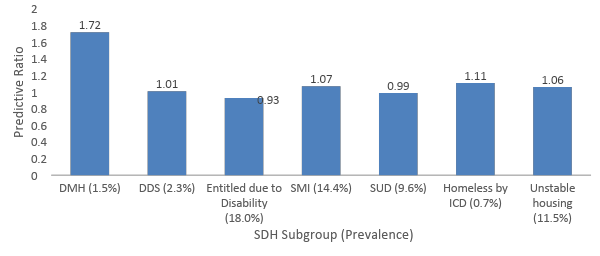 2
1.8
1.6
1.4
1.2
1
0.8
0.6
0.4
0.2
0
Predictive Ratio
1.72
1.01
0.93
1.07
0.99
1.11
1.06
DMH (1.5%)
DDS (2.3%)
Entitled due to
Disability
(18.0%)
SMI (14.4%)
SUD (9.6%)
Homeless by
ICD (0.7%)
Unstable
housing
(11.5%)
SDH Subgroup (Prevalence)